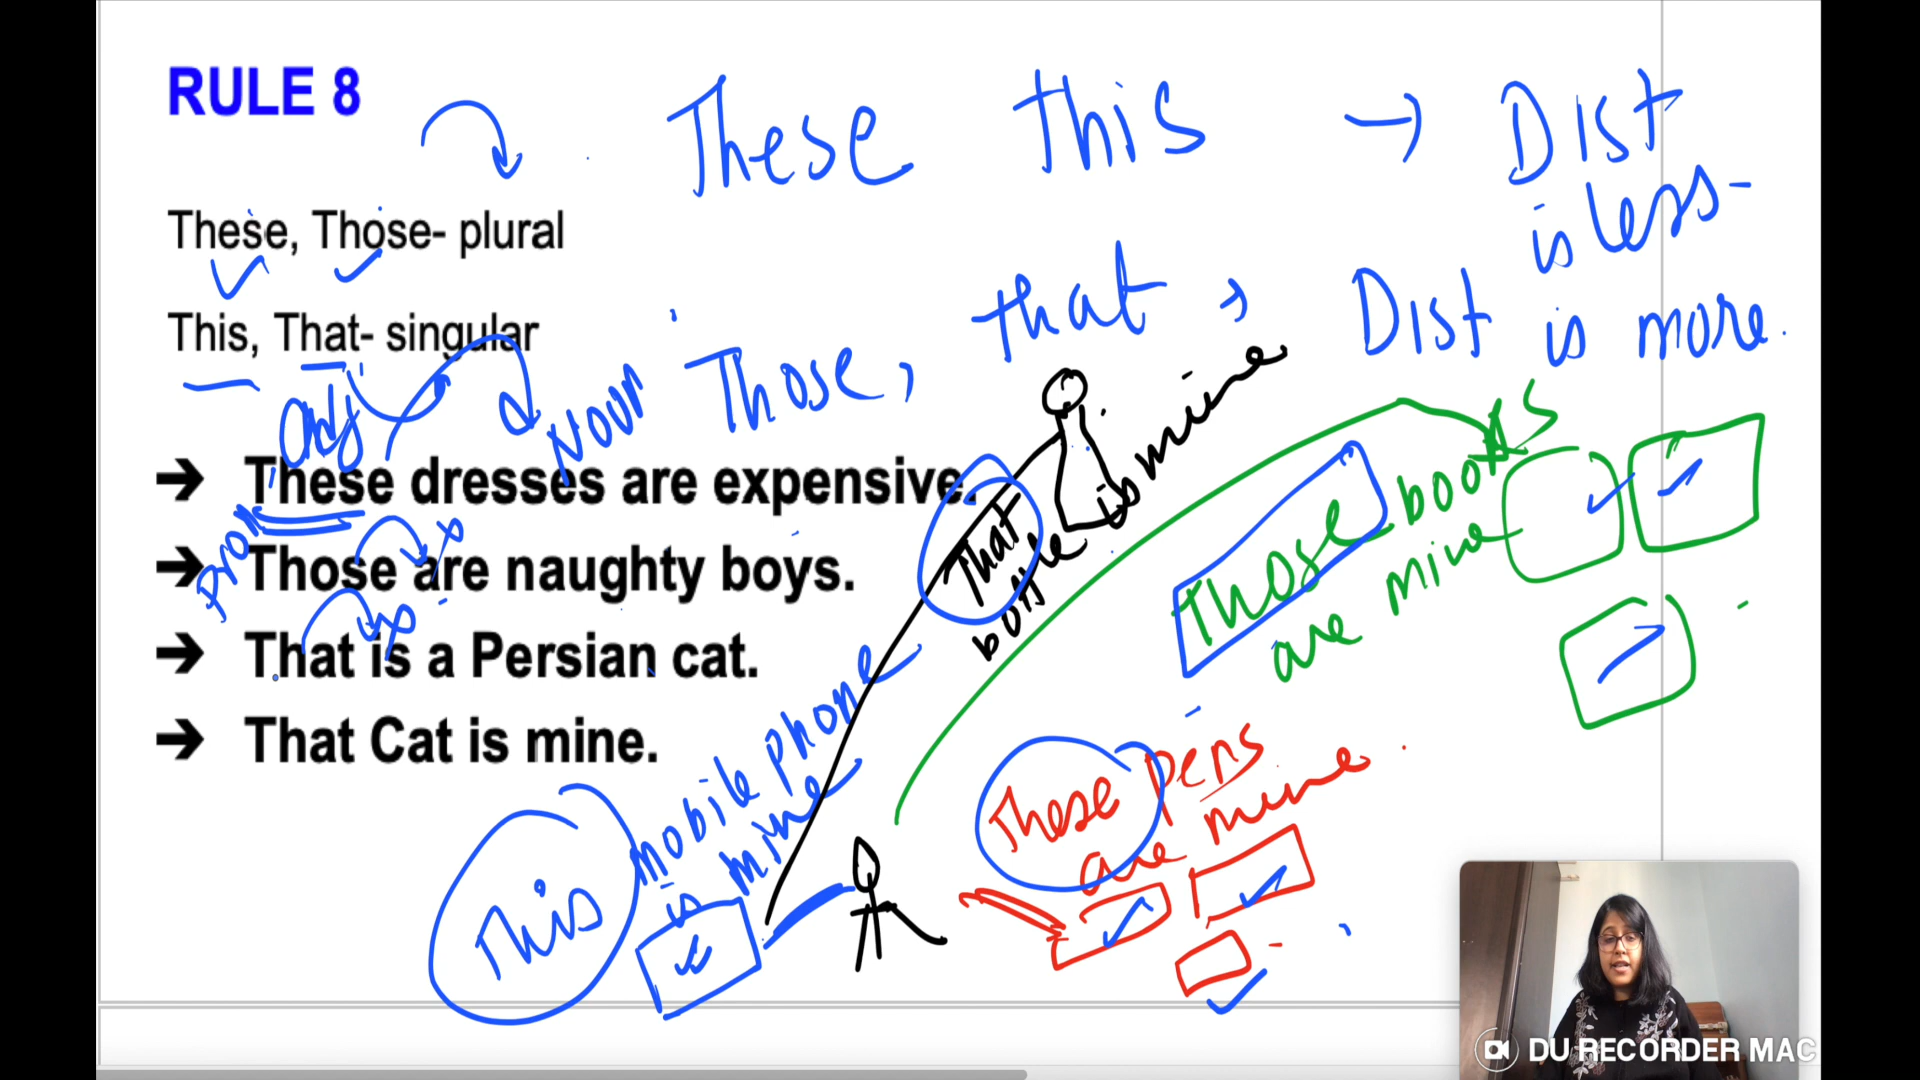 RULE 8
These this → Dist
is less-
These, Those- plural
This, That- singular
Those, that, Dist is more.
Adj
Noun
→ These dresses are expensive.
Pron
→ Those are naughty boys.
→ That is a Persian cat.
→ That Cat is mine.
That
bottle is mine
Those books
are mine
This mobile phone
is mine
These pens
are mine.
DU RECORDER MAC